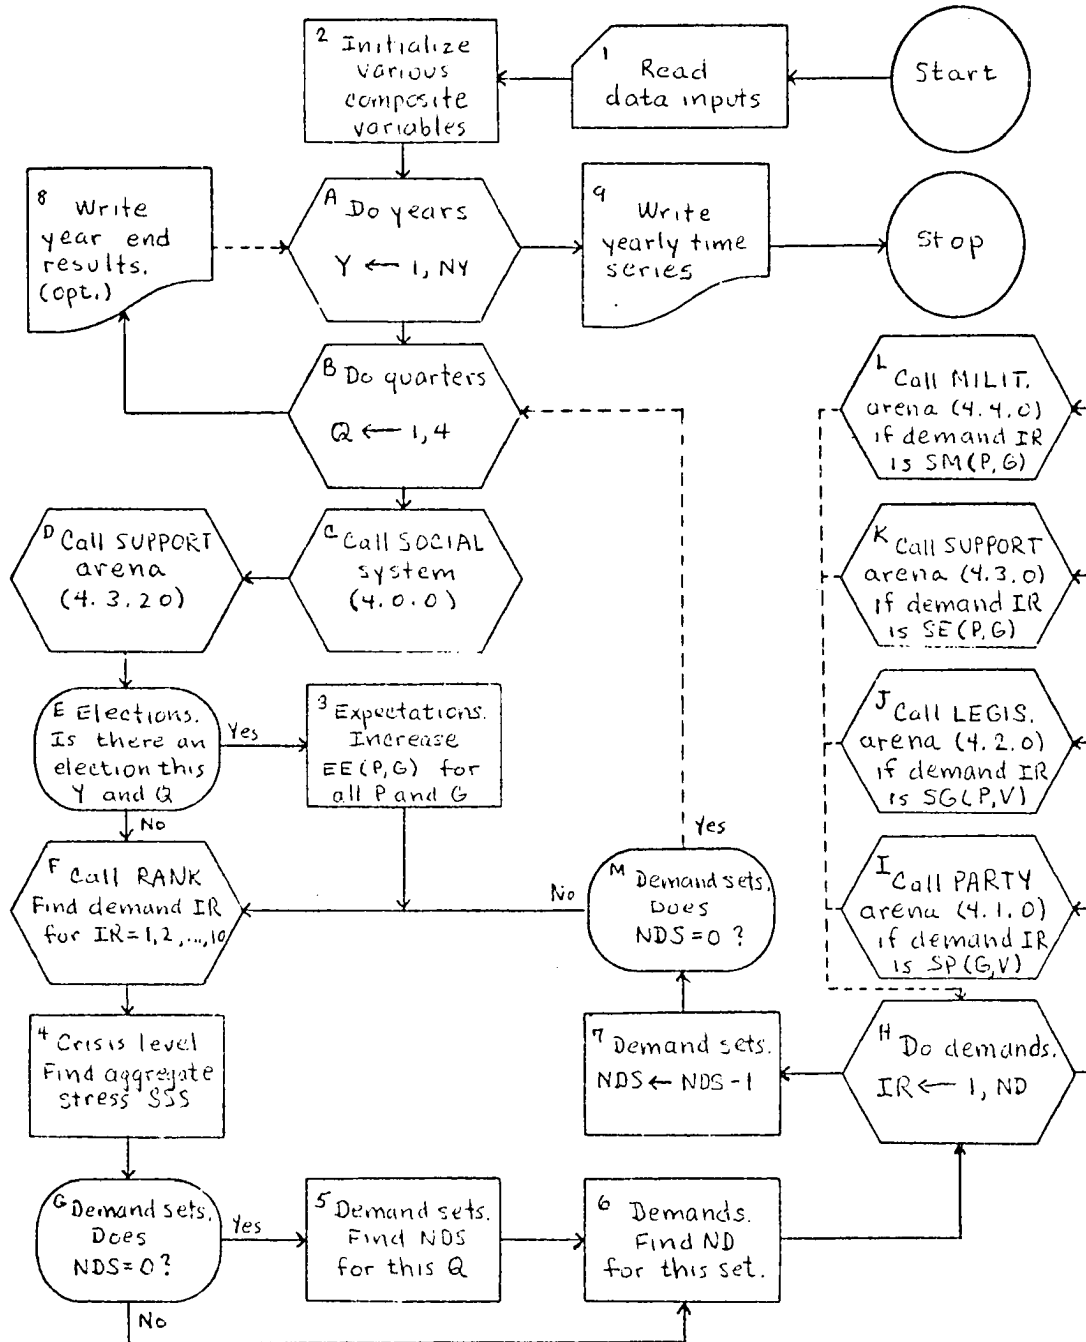 Start
1 Read
data inputs
2 Initialize
various
composite
variables
A Do years
Y ← 1, NY
8 Write
year end
results.
(opt.)
9 Write
yearly time
series
Stop
B Do quarters
Q ← 1, 4
C Call SOCIAL
system
(4.0.0)
D Call SUPPORT
arena
(4.3.20)
E Elections.
Is there an
election this
Y and Q
Yes
No
3 Expectations.
Increase
EE(P,G) for
all P and G
F Call RANK
Find demand IR
for IR=1,2,...,10
4 Crisis level
Find aggregate
stress SSS
G Demand sets.
Does
NDS=0?
Yes
No
5 Demand sets.
Find NDS
for this Q
6 Demands.
Find ND
for this set.
H Do demands.
IR ← 1, ND
I Call PARTY
arena (4.1.0)
if demand IR
is SP(G,V)
J Call LEGIS.
arena (4.2.0)
if demand IR
is SG(P,V)
K Call SUPPORT
arena (4.3.0)
if demand IR
is SE(P,G)
L Call MILIT.
arena (4.4.0)
if demand IR
is SM(P,G)
7 Demand sets.
NDS ← NDS-1
M Demand sets.
Does
NDS=0?
Yes
No